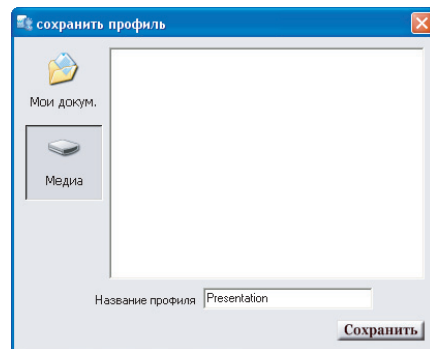 сохранить профиль
Мои докум.
Медиа
Название профиля Presentation
Сохранить